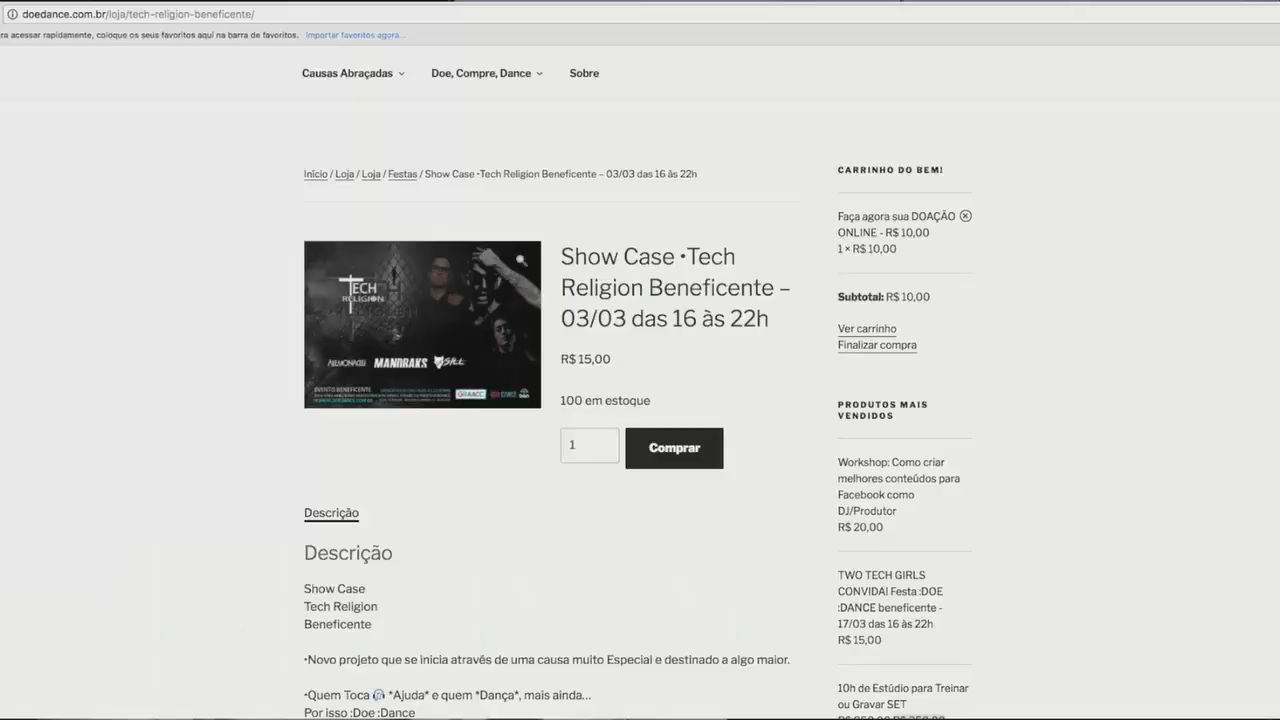 doedance.com.br/loja/tech-religion-beneficente/
ra acessar rapidamente, coloque os seus favoritos aqui na barra de favoritos. Importar favoritos agora...
Causas Abraçadas Doe, Compre, Dance Sobre
Início / Loja / Loja / Festas / Show Case •Tech Religion Beneficente – 03/03 das 16 às 22h
TECH
RELIGION
MANDRAKS
EVENTO BENEFICENTE
GRAACC
Show Case •Tech
Religion Beneficente –
03/03 das 16 às 22h
R$ 15,00
100 em estoque
1 Comprar
Descrição
Descrição
Show Case
Tech Religion
Beneficente
•Novo projeto que se inicia através de uma causa muito Especial e destinado a algo maior.
•Quem Toca *Ajuda* e quem *Dança*, mais ainda...
Por isso :Doe :Dance
CARRINHO DO BEM!
Faça agora sua DOAÇÃO
ONLINE - R$ 10,00
1 × R$ 10,00
Subtotal: R$ 10,00
Ver carrinho
Finalizar compra
PRODUTOS MAIS
VENDIDOS
Workshop: Como criar
melhores conteúdos para
Facebook como
DJ/Produtor
R$ 20,00
TWO TECH GIRLS
CONVIDA! Festa :DOE
:DANCE beneficente -
17/03 das 16 às 22h
R$ 15,00
10h de Estúdio para Treinar
ou Gravar SET